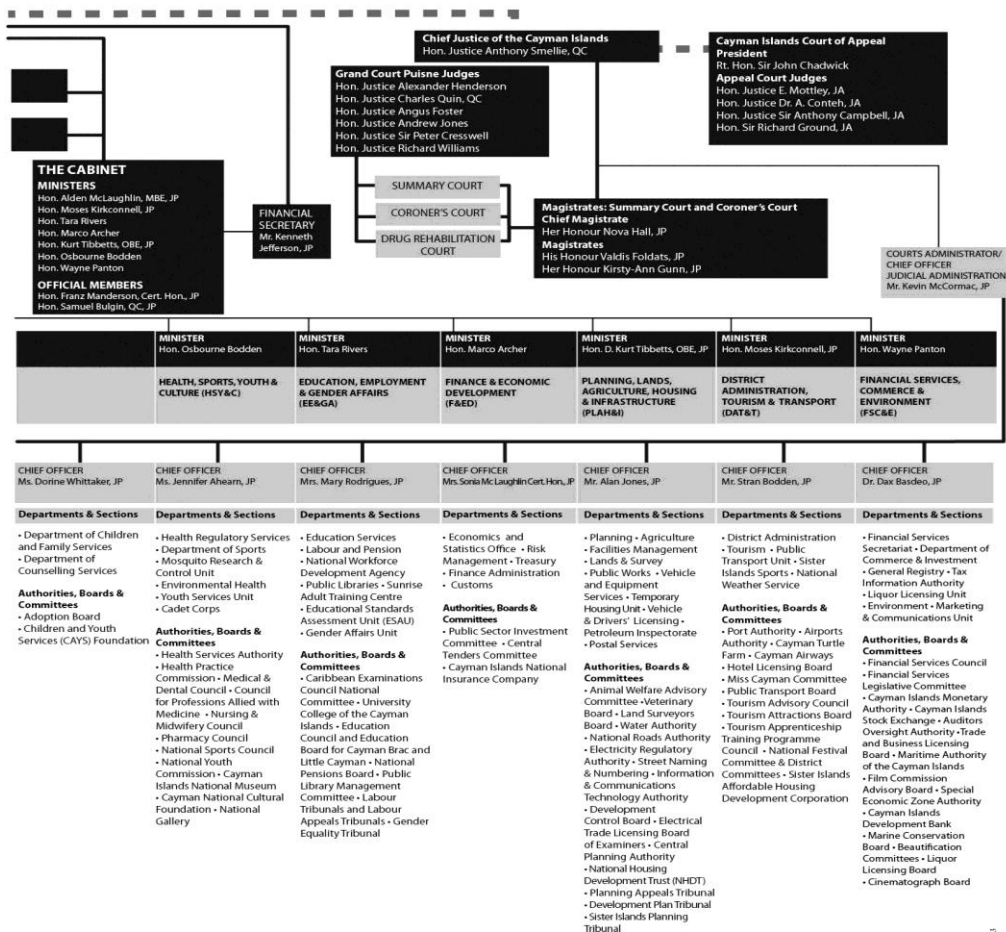 Chief Justice of the Cayman Islands
Hon. Justice Anthony Smellie, QC
Cayman Islands Court of Appeal
President
Rt. Hon. Sir John Chadwick
Appeal Court Judges
Hon. Justice E. Mottley, JA
Hon. Justice Dr. A. Conteh, JA
Hon. Justice Sir Anthony Campbell, JA
Hon. Sir Richard Ground, JA
Grand Court Puisne Judges
Hon. Justice Alexander Henderson
Hon. Justice Charles Quin, QC
Hon. Justice Angus Foster
Hon. Justice Andrew Jones
Hon. Justice Sir Peter Cresswell
Hon. Justice Richard Williams
THE CABINET
MINISTERS
Hon. Alden McLaughlin, MBE, JP
Hon. Moses Kirkconnell, JP
Hon. Tara Rivers
Hon. Marco Archer
Hon. Kurt Tibbetts, OBE, JP
Hon. Osbourne Bodden
Hon. Wayne Panton
OFFICIAL MEMBERS
Hon. Franz Manderson, Cert. Hon., JP
Hon. Samuel Bulgin, QC, JP
FINANCIAL
SECRETARY
Mr. Kenneth
Jefferson, JP
SUMMARY COURT
CORONER'S COURT
DRUG REHABILITATION
COURT
Magistrates: Summary Court and Coroner's Court
Chief Magistrate
Her Honour Nova Hall, JP
Magistrates
His Honour Valdis Foldats, JP
Her Honour Kirsty-Ann Gunn, JP
COURTS ADMINISTRATOR/
CHIEF OFFICER
JUDICIAL ADMINISTRATION
Mr. Kevin McCormac, JP
MINISTER
Hon. Osbourne Bodden
HEALTH, SPORTS, YOUTH &
CULTURE (HSY&C)
MINISTER
Hon. Tara Rivers
EDUCATION, EMPLOYMENT
& GENDER AFFAIRS
(EE&GA)
MINISTER
Hon. Marco Archer
FINANCE & ECONOMIC
DEVELOPMENT
(F&ED)
MINISTER
Hon. D. Kurt Tibbetts, OBE, JP
PLANNING, LANDS,
AGRICULTURE, HOUSING
& INFRASTRUCTURE
(PLAH&I)
MINISTER
Hon. Moses Kirkconnell, JP
DISTRICT
ADMINISTRATION,
TOURISM & TRANSPORT
(DAT&T)
MINISTER
Hon. Wayne Panton
FINANCIAL SERVICES,
COMMERCE &
ENVIRONMENT
(FSC&E)
CHIEF OFFICER
Ms. Dorine Whittaker, JP
Departments & Sections
• Department of Children
and Family Services
• Department of
Counselling Services
Authorities, Boards &
Committees
• Adoption Board
• Children and Youth
Services (CAYS) Foundation
CHIEF OFFICER
Ms. Jennifer Ahearn, JP
Departments & Sections
• Health Regulatory Services
• Department of Sports
• Mosquito Research &
Control Unit
• Environmental Health
• Youth Services Unit
• Cadet Corps
Authorities, Boards &
Committees
• Health Services Authority
• Health Practice
Commission • Medical &
Dental Council • Council
for Professions Allied with
Medicine • Nursing &
Midwifery Council
• Pharmacy Council
• National Sports Council
• National Youth
Commission • Cayman
Islands National Museum
• Cayman National Cultural
Foundation • National
Gallery
CHIEF OFFICER
Mrs. Mary Rodrigues, JP
Departments & Sections
• Education Services
• Labour and Pension
• National Workforce
Development Agency
• Public Libraries • Sunrise
Adult Training Centre
• Educational Standards
Assessment Unit (ESAU)
• Gender Affairs Unit
Authorities, Boards &
Committees
• Caribbean Examinations
Council National
Committee • University
College of the Cayman
Islands • Education
Council and Education
Board for Cayman Brac and
Little Cayman • National
Pensions Board • Public
Library Management
Committee • Labour
Tribunals and Labour
Appeals Tribunals • Gender
Equality Tribunal
CHIEF OFFICER
Mrs. Sonia McLaughlin Cert. Hon., JP
Departments & Sections
• Economics and
Statistics Office • Risk
Management • Treasury
• Finance Administration
• Customs
Authorities, Boards &
Committees
• Public Sector Investment
Committee • Central
Tenders Committee
• Cayman Islands National
Insurance Company
CHIEF OFFICER
Mr. Alan Jones, JP
Departments & Sections
• Planning • Agriculture
• Facilities Management
• Lands & Survey
• Public Works • Vehicle
and Equipment
Services • Temporary
Housing Unit • Vehicle
& Drivers' Licensing •
Petroleum Inspectorate
• Postal Services
Authorities, Boards &
Committees
• Animal Welfare Advisory
Committee •Veterinary
Board • Land Surveyors
Board • Water Authority
• National Roads Authority
• Electricity Regulatory
Authority • Street Naming
& Numbering • Information
& Communications
Technology Authority
• Development
Control Board • Electrical
Trade Licensing Board
of Examiners • Central
Planning Authority
• National Housing
Development Trust (NHDT)
• Planning Appeals Tribunal
• Development Plan Tribunal
• Sister Islands Planning
Tribunal
CHIEF OFFICER
Mr. Stran Bodden, JP
Departments & Sections
• District Administration
• Tourism • Public
Transport Unit • Sister
Islands Sports • National
Weather Service
Authorities, Boards &
Committees
• Port Authority • Airports
Authority • Cayman Turtle
Farm • Cayman Airways
• Hotel Licensing Board
• Miss Cayman Committee
• Public Transport Board
• Tourism Advisory Council
• Tourism Attractions Board
• Tourism Apprenticeship
Training Programme
Council • National Festival
Committee & District
Committees • Sister Islands
Affordable Housing
Development Corporation
CHIEF OFFICER
Dr. Dax Basdeo, JP
Departments & Sections
• Financial Services
Secretariat • Department of
Commerce & Investment
• General Registry • Tax
Information Authority
• Liquor Licensing Unit
• Environment • Marketing
& Communications Unit
Authorities, Boards &
Committees
• Financial Services Council
• Financial Services
Legislative Committee
• Cayman Islands Monetary
Authority • Cayman Islands
Stock Exchange • Auditors
Oversight Authority •Trade
and Business Licensing
Board • Maritime Authority
of the Cayman Islands
• Film Commission
Advisory Board • Special
Economic Zone Authority
• Cayman Islands
Development Bank
• Marine Conservation
Board • Beautification
Committees • Liquor
Licensing Board
• Cinematograph Board